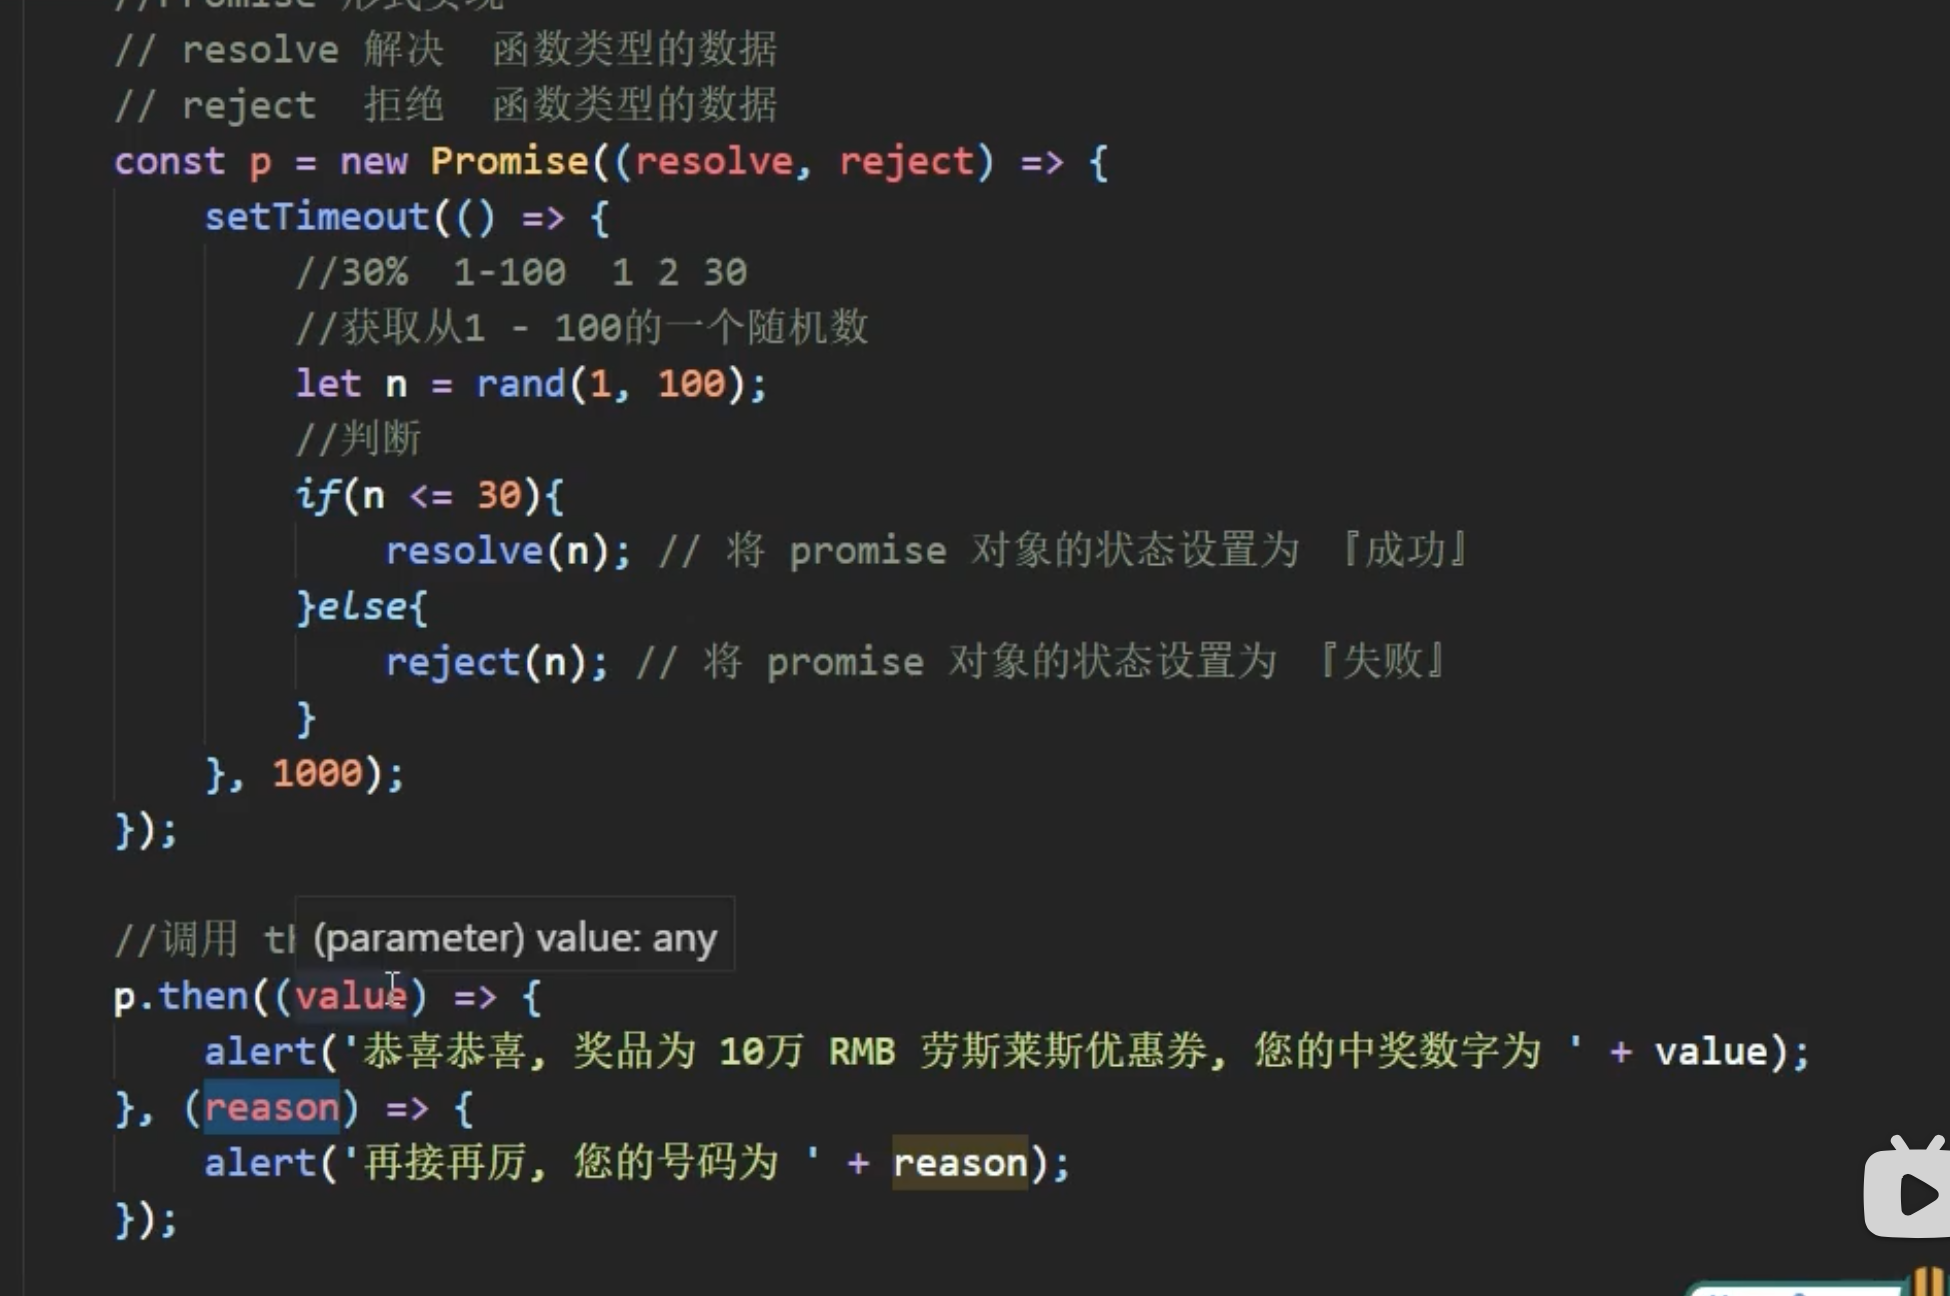 // resolve 解决 函数类型的数据
// reject 拒绝 函数类型的数据
const p = new Promise((resolve, reject) => {
setTimeout(() => {
//30% 1-100 1 2 30
//获取从1 - 100的一个随机数
let n = rand(1, 100);
//判断
if(n <= 30){
resolve(n); // 将 promise 对象的状态设置为 『成功』
}else{
reject(n); // 将 promise 对象的状态设置为 『失败』
}
}, 1000);
});
//调用
(parameter) value: any
p.then((value) => {
alert('恭喜恭喜, 奖品为 10万 RMB 劳斯莱斯优惠券, 您的中奖数字为 ' + value);
}, (reason) => {
alert('再接再厉, 您的号码为 ' + reason);
});